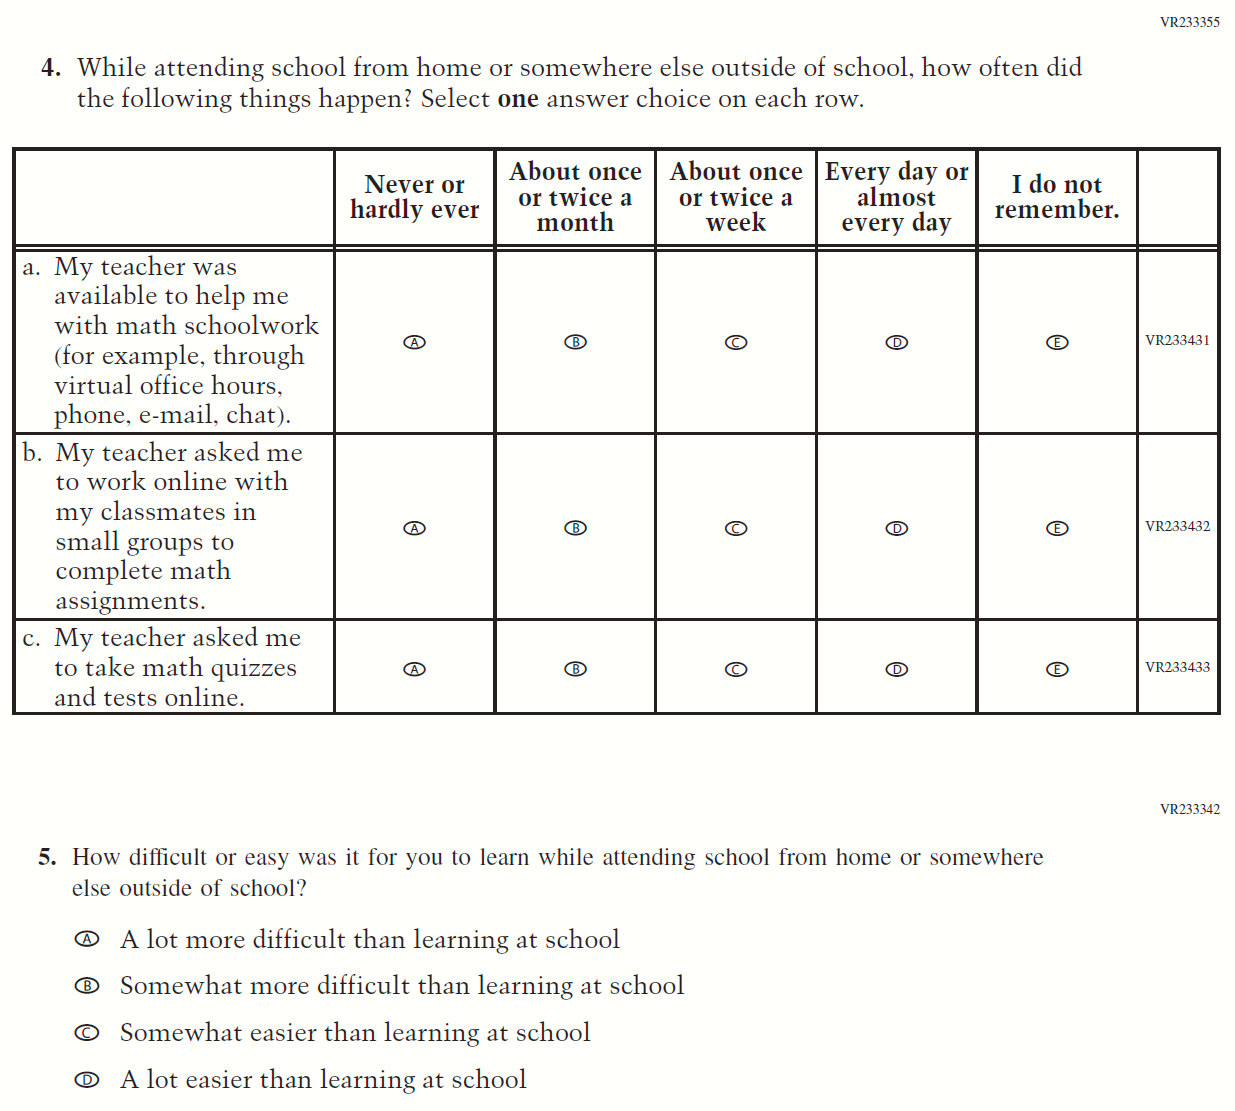 VR233355
4. While attending school from home or somewhere else outside of school, how often did
the following things happen? Select one answer choice on each row.
Never or
hardly ever
About once
or twice a
month
About once
or twice a
week
Every day or
almost
every day
I do not
remember.
a. My teacher was
available to help me
with math schoolwork
(for example, through
virtual office hours,
phone, e-mail, chat).
A B C D E VR233431
b. My teacher asked me
to work online with
my classmates in
small groups to
complete math
assignments.
A B C D E VR233432
c. My teacher asked me
to take math quizzes
and tests online.
A B C D E VR233433
VR233342
5. How difficult or easy was it for you to learn while attending school from home or somewhere
else outside of school?
A A lot more difficult than learning at school
B Somewhat more difficult than learning at school
C Somewhat easier than learning at school
D A lot easier than learning at school